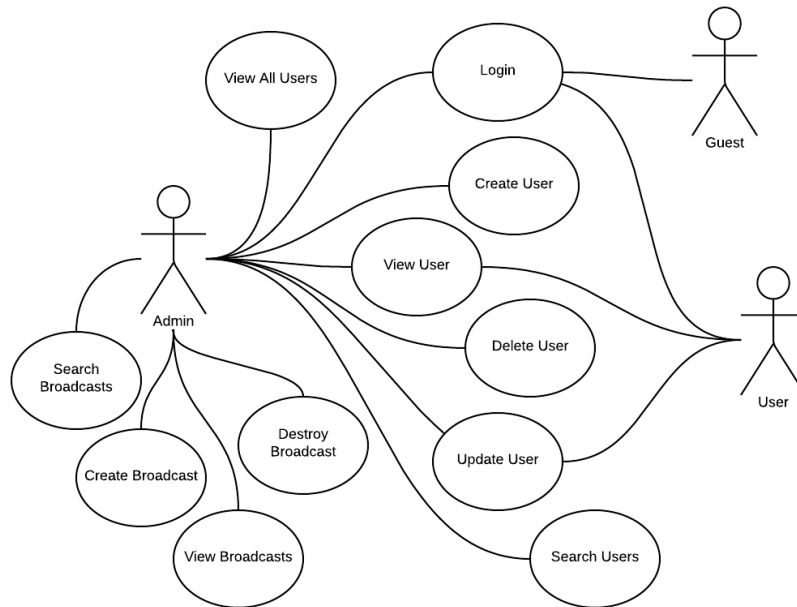 Login
View All Users
Guest
Create User
View User
Admin
Delete User
Search
Broadcasts
User
Destroy
Broadcast
Update User
Create Broadcast
View Broadcasts
Search Users